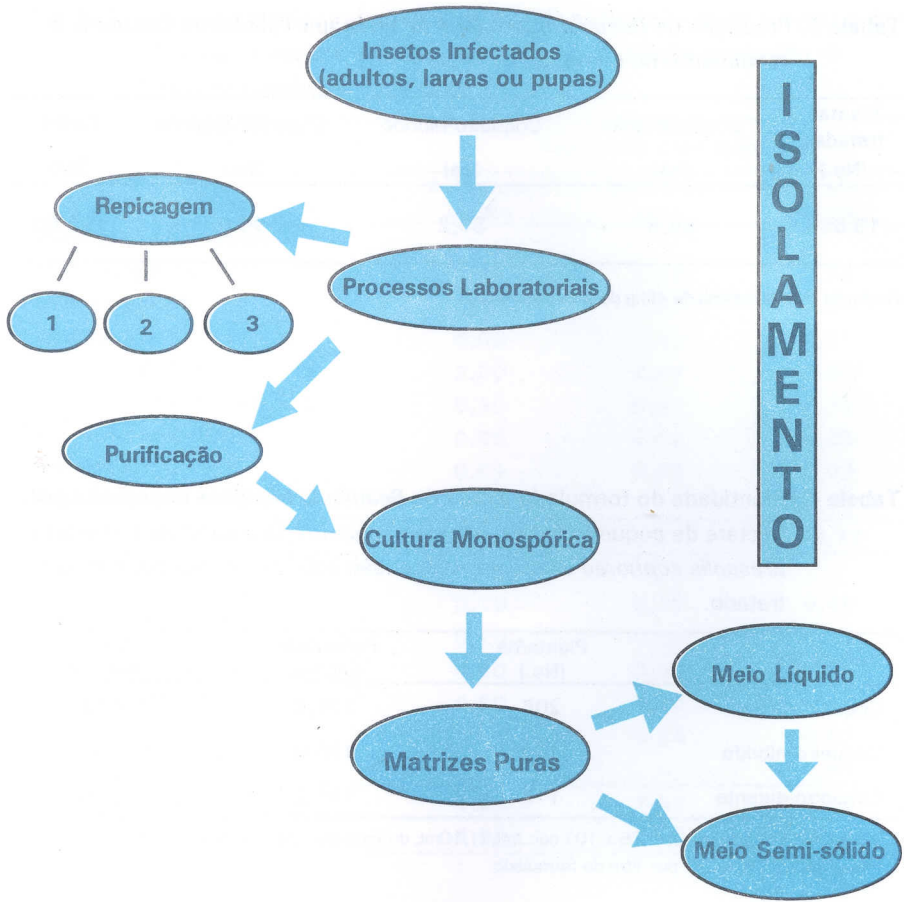 Insetos Infectados
(adultos, larvas ou pupas)
ISOLAMENTO
Repicagem
Processos Laboratoriais
1
2
3
Purificação
Cultura Monospórica
Meio Líquido
Matrizes Puras
Meio Semi-sólido